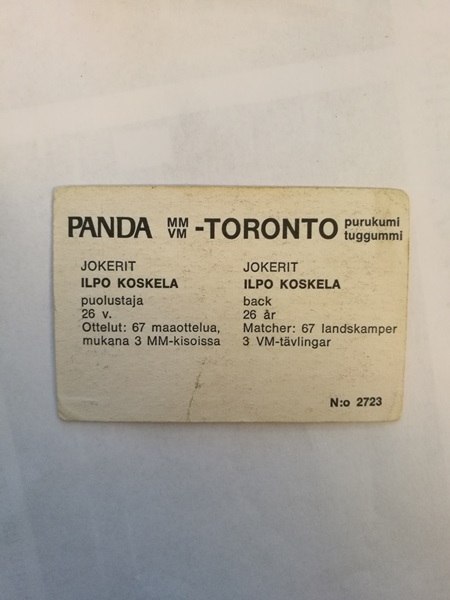 PANDA MM VM -TORONTO purukumi tuggummi
JOKERIT
ILPO KOSKELA
puolustaja
26 v.
Ottelut: 67 maaottelua,
mukana 3 MM-kisoissa
JOKERIT
ILPO KOSKELA
back
26 år
Matcher: 67 landskamper
3 VM-tävlingar
N:o 2723